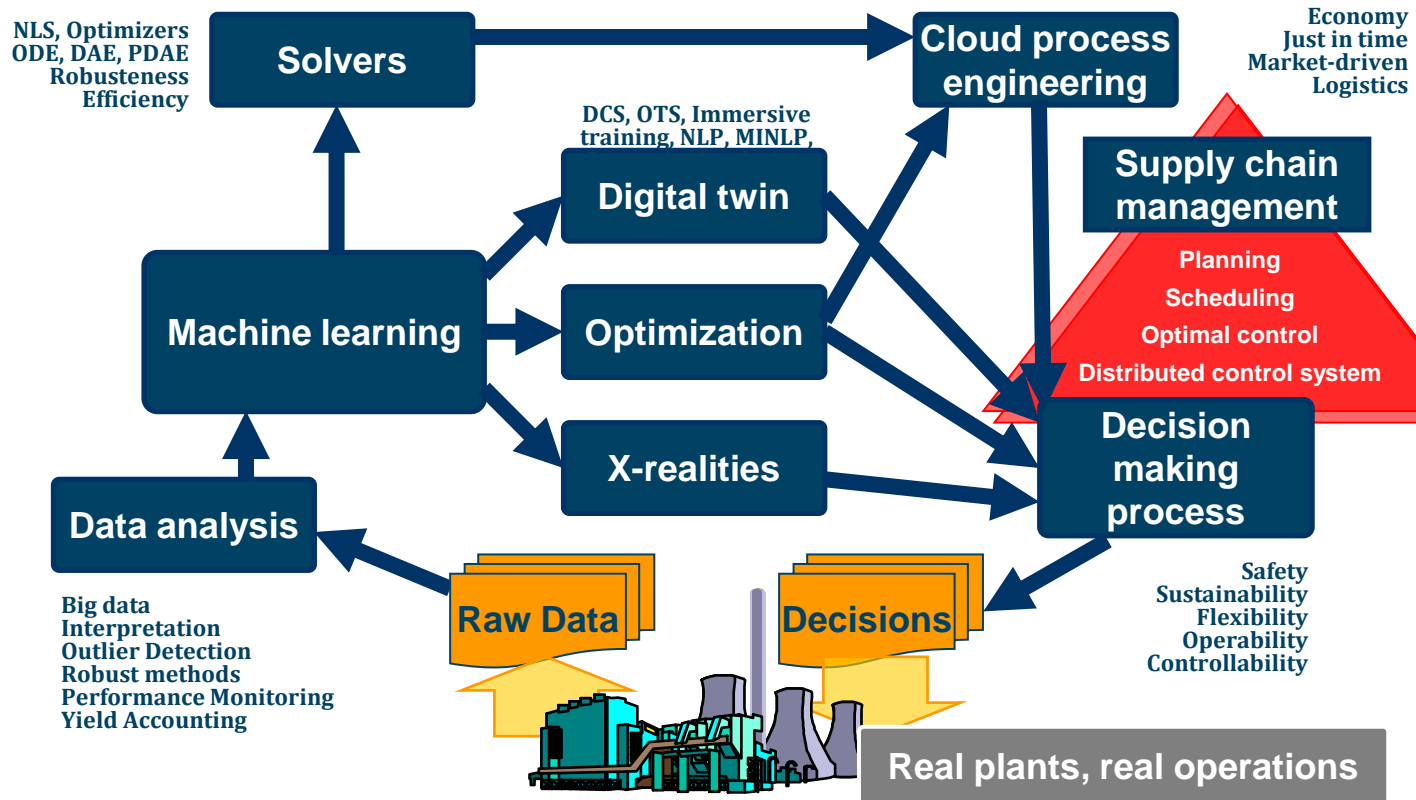 NLS, Optimizers
ODE, DAE, PDAE
Robusteness
Efficiency
Solvers
Cloud process
engineering
Economy
Just in time
Market-driven
Logistics
DCS, OTS, Immersive
training, NLP, MINLP,
Digital twin
Supply chain
management
Planning
Scheduling
Optimal control
Distributed control system
Machine learning
Optimization
X-realities
Decision
making
process
Data analysis
Big data
Interpretation
Outlier Detection
Robust methods
Performance Monitoring
Yield Accounting
Raw Data
Decisions
Safety
Sustainability
Flexibility
Operability
Controllability
Real plants, real operations